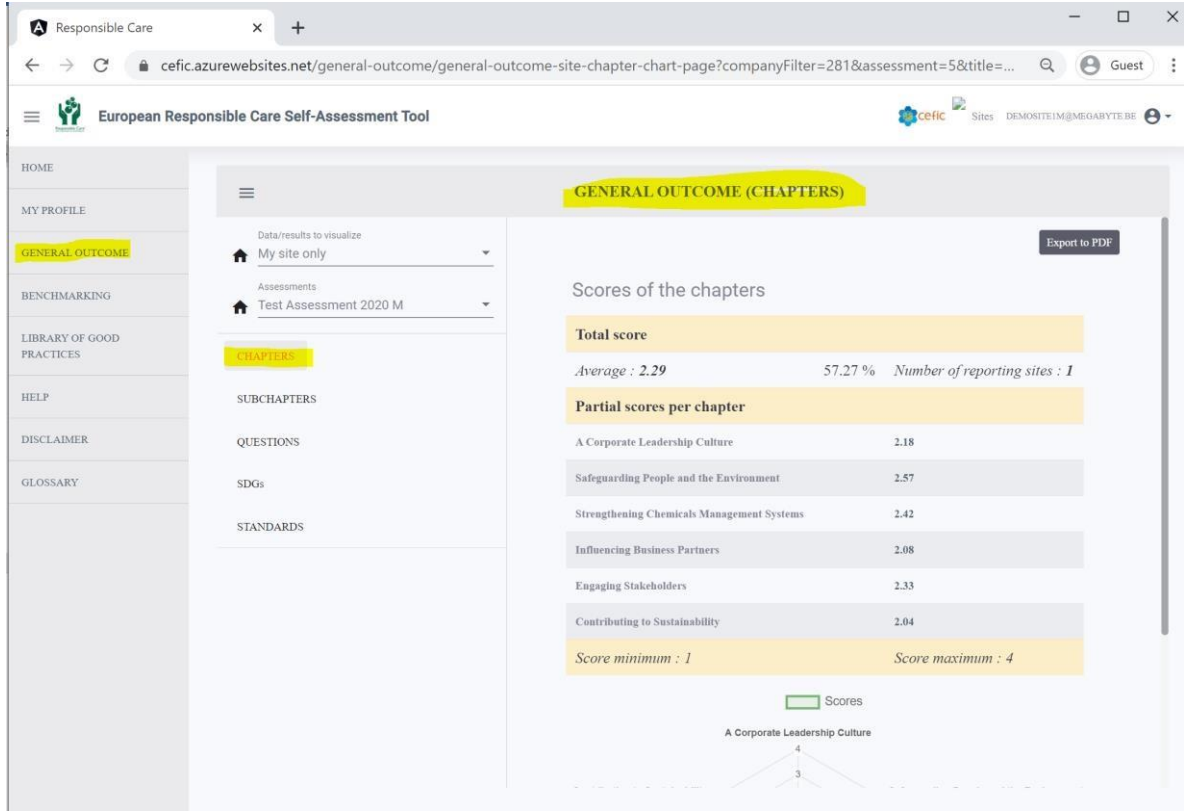 Responsible Care
cefic.azurewebsites.net/general-outcome/general-outcome-site-chapter-chart-page?companyFilter=281&assessment=5&title=...
Guest
European Responsible Care Self-Assessment Tool
cefic
Sites
DEMOSITE1M@MEGABYTE.BE
HOME
MY PROFILE
GENERAL OUTCOME
BENCHMARKING
LIBRARY OF GOOD
PRACTICES
HELP
DISCLAIMER
GLOSSARY
GENERAL OUTCOME (CHAPTERS)
Data/results to visualize
My site only
Assessments
Test Assessment 2020 M
CHAPTERS
SUBCHAPTERS
QUESTIONS
SDGs
STANDARDS
Export to PDF
Scores of the chapters
Total score
Average : 2.29 57.27 % Number of reporting sites : 1
Partial scores per chapter
A Corporate Leadership Culture 2.18
Safeguarding People and the Environment 2.57
Strengthening Chemicals Management Systems 2.42
Influencing Business Partners 2.08
Engaging Stakeholders 2.33
Contributing to Sustainability 2.04
Score minimum : 1 Score maximum : 4
Scores
A Corporate Leadership Culture
4
3